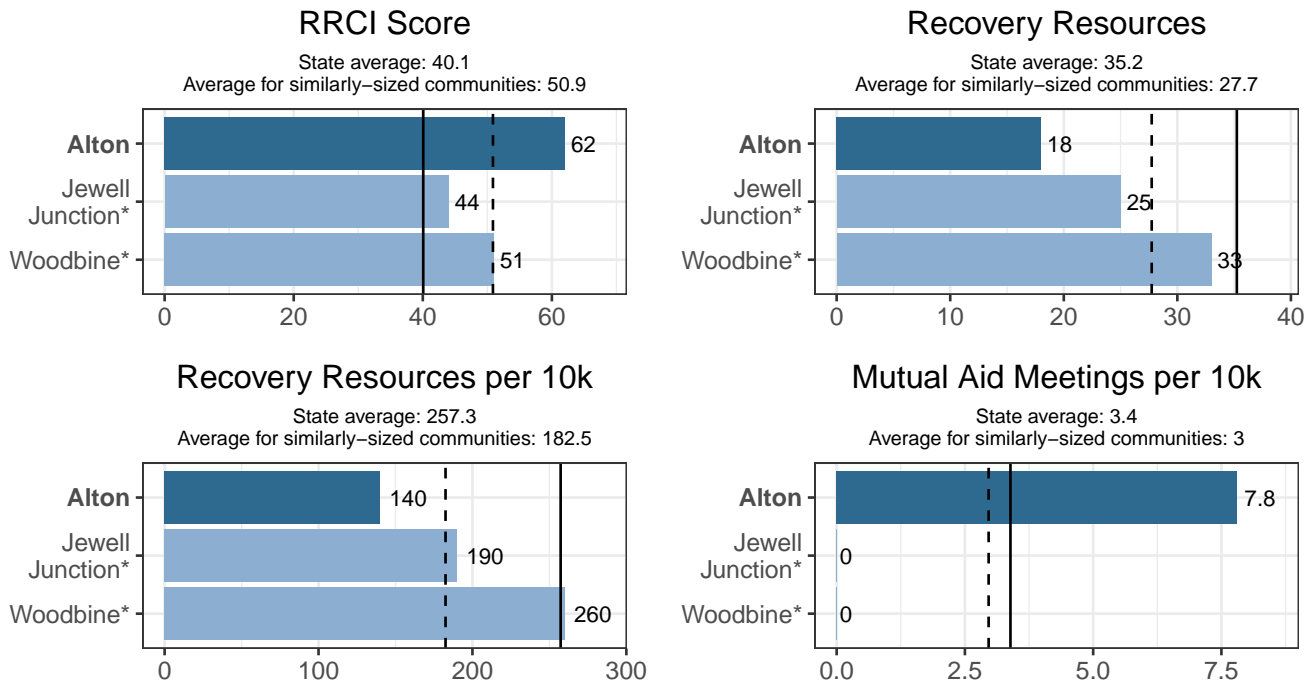 RRCI Score
State average: 40.1
Average for similarly−sized communities: 50.9
Alton
62
Jewell
Junction*
44
Woodbine*
51
0 20 40 60
Recovery Resources
State average: 35.2
Average for similarly−sized communities: 27.7
Alton
18
Jewell
Junction*
25
Woodbine*
33
0 10 20 30 40
Recovery Resources per 10k
State average: 257.3
Average for similarly−sized communities: 182.5
Alton
140
Jewell
Junction*
190
Woodbine*
260
0 100 200 300
Mutual Aid Meetings per 10k
State average: 3.4
Average for similarly−sized communities: 3
Alton
7.8
Jewell
Junction*
0
Woodbine*
0
0.0 2.5 5.0 7.5